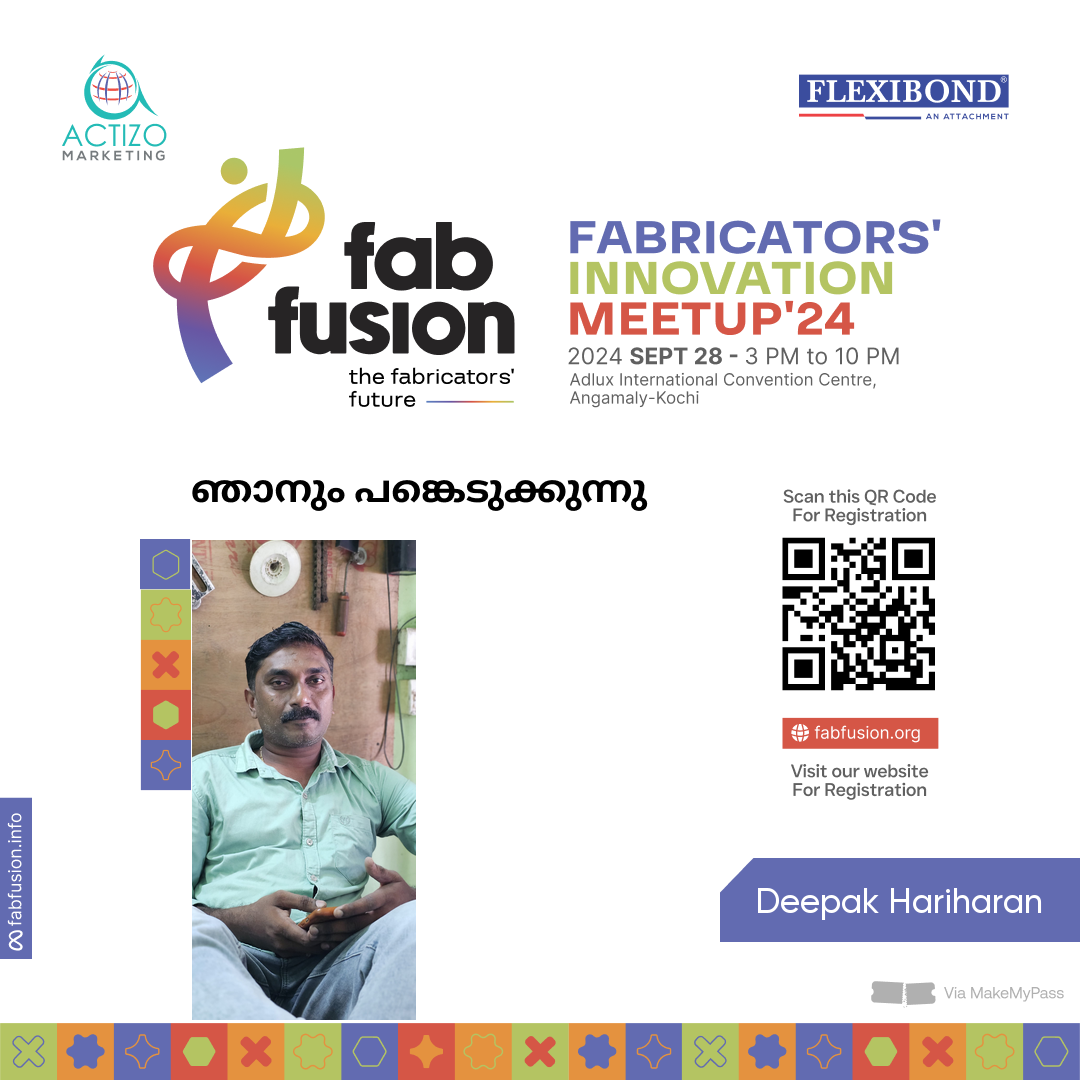 ACTIZO
MARKETING
FLEXIBOND®
AN ATTACHMENT
fab
fusion
the fabricators'
future
FABRICATORS'
INNOVATION
MEETUP'24
2024 SEPT 28 - 3 PM to 10 PM
Adlux International Convention Centre,
Angamaly-Kochi
ഞാനും പങ്കെടുക്കുന്നു
Scan this QR Code
For Registration
fabfusion.org
Visit our website
For Registration
fabfusion.info
Deepak Hariharan
Via MakeMyPass